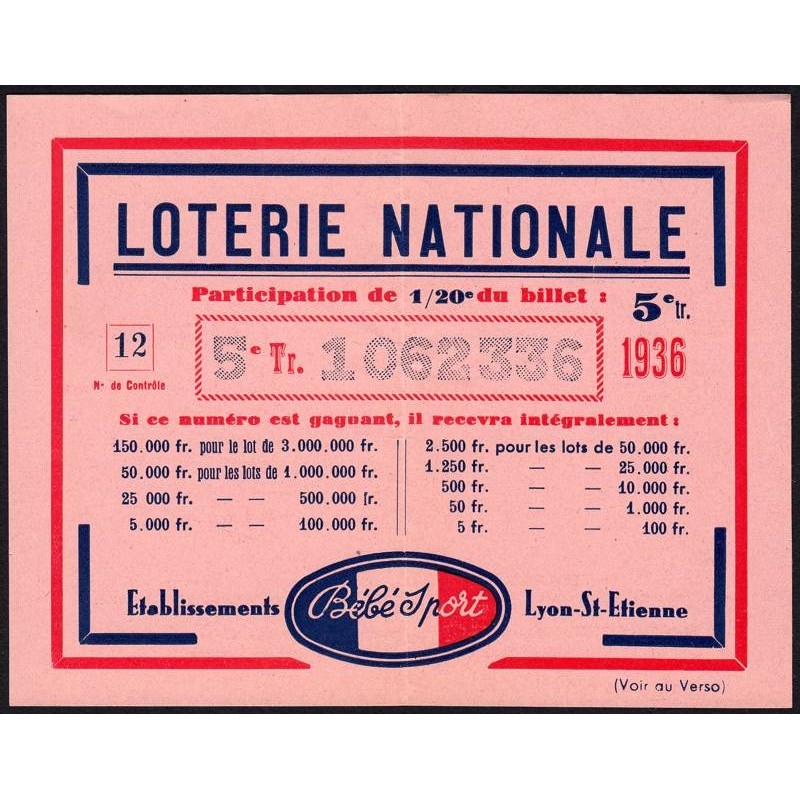 LOTERIE NATIONALE
Participation de 1/20e du billet : 5e tr.
12
Nº de Contrôle
5e Tr. 1062336
1936
Si ce numéro est gagnant, il recevra intégralement :
150.000 fr. pour le lot de 3.000.000 fr.
50.000 fr. pour les lots de 1.000.000 fr.
25 000 fr. — — 500.000 fr.
5.000 fr. — — 100.000 fr.
2.500 fr. pour les lots de 50.000 fr.
1.250 fr. — — 25.000 fr.
500 fr. — — 10.000 fr.
50 fr. — — 1.000 fr.
5 fr. — — 100 fr.
Etablissements Bébé Sport Lyon-St-Etienne
(Voir au Verso)